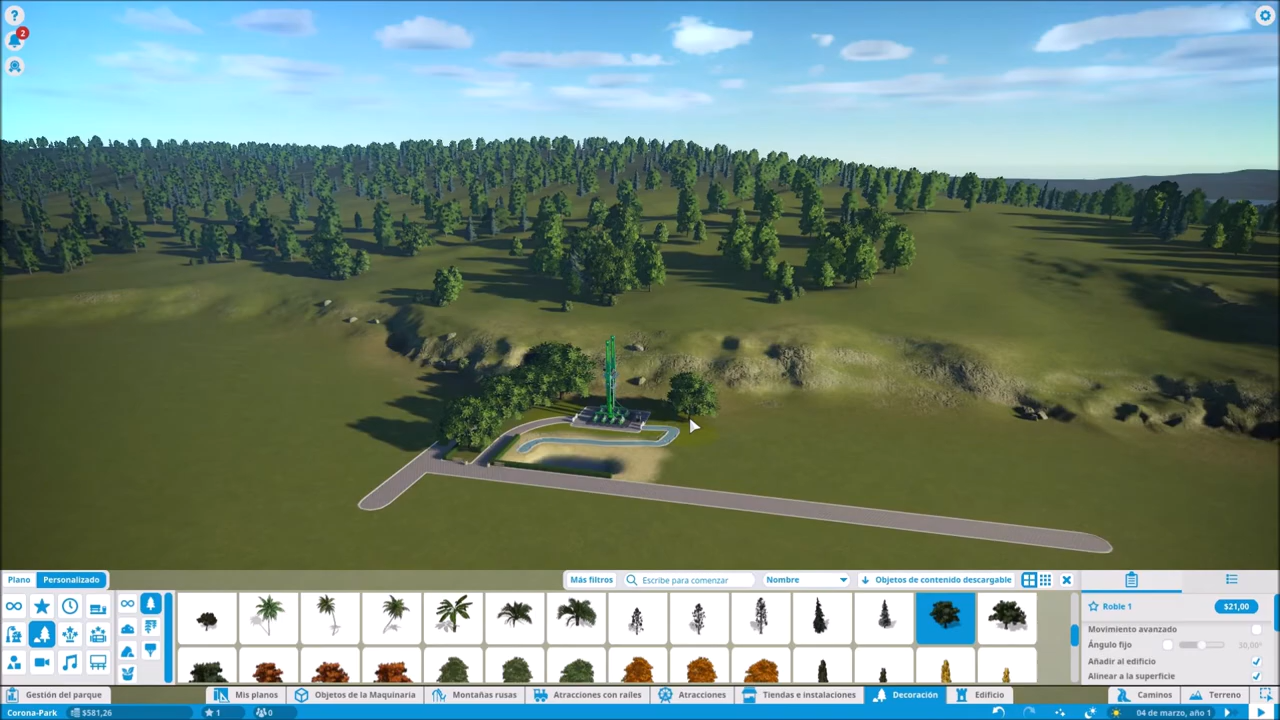 ?
2
Plano Personalizado
Más filtros
Escribe para comenzar
Nombre
Objetos de contenido descargable
Roble 1
$21,00
Movimiento avanzado
Ángulo fijo
30,00°
Añadir al edificio
Alinear a la superficie
Gestión del parque
Mis planos
Objetos de la Maquinaria
Montañas rusas
Atracciones con raíles
Atracciones
Tiendas e instalaciones
Decoración
Edificio
Caminos
Terreno
Corona-Park
$581,26
1
0
04 de marzo, año 1